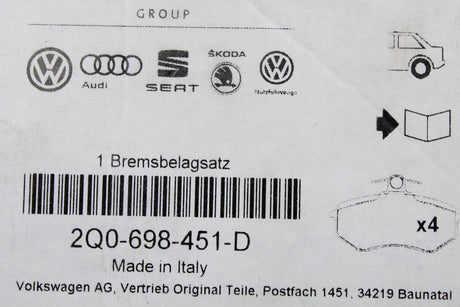 GROUP
Audi SEAT ŠKODA Nutzfahrzeuge
1 Bremsbelagsatz
x4
2Q0-698-451-D
Made in Italy
Volkswagen AG, Vertrieb Original Teile, Postfach 1451, 34219 Baunatal